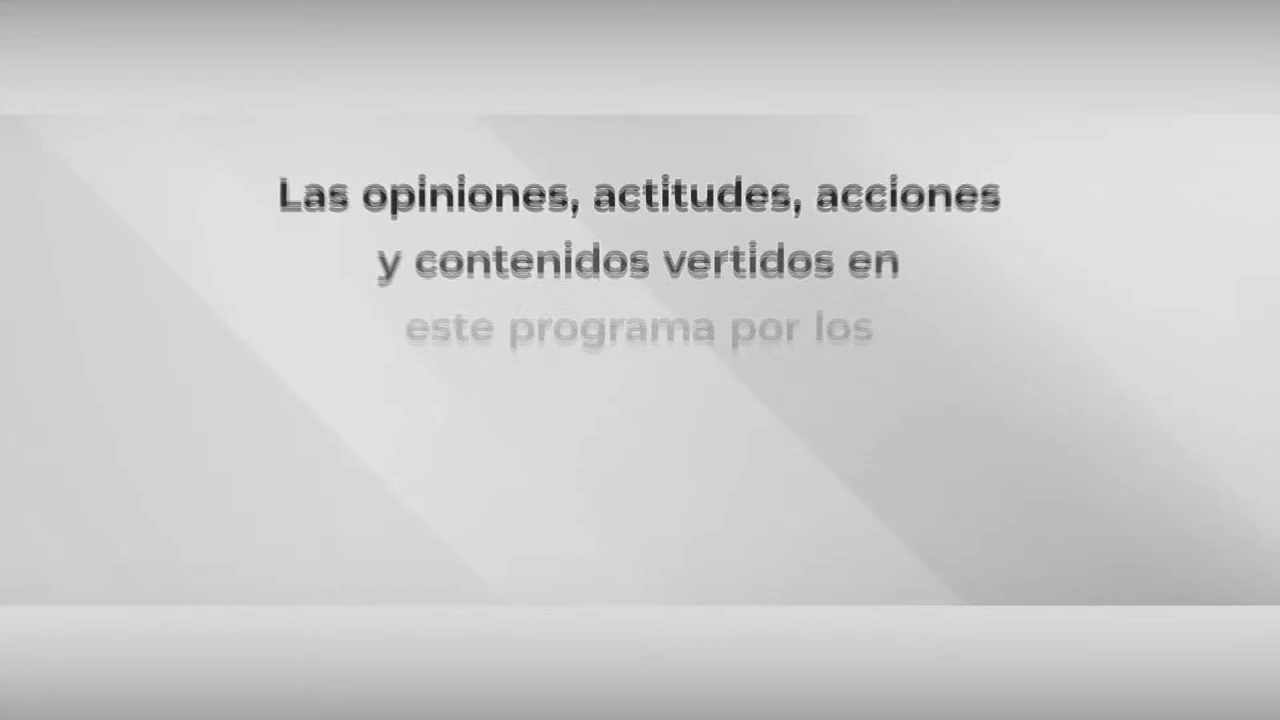 Las opiniones, actitudes, acciones
y contenidos vertidos en
este programa por los